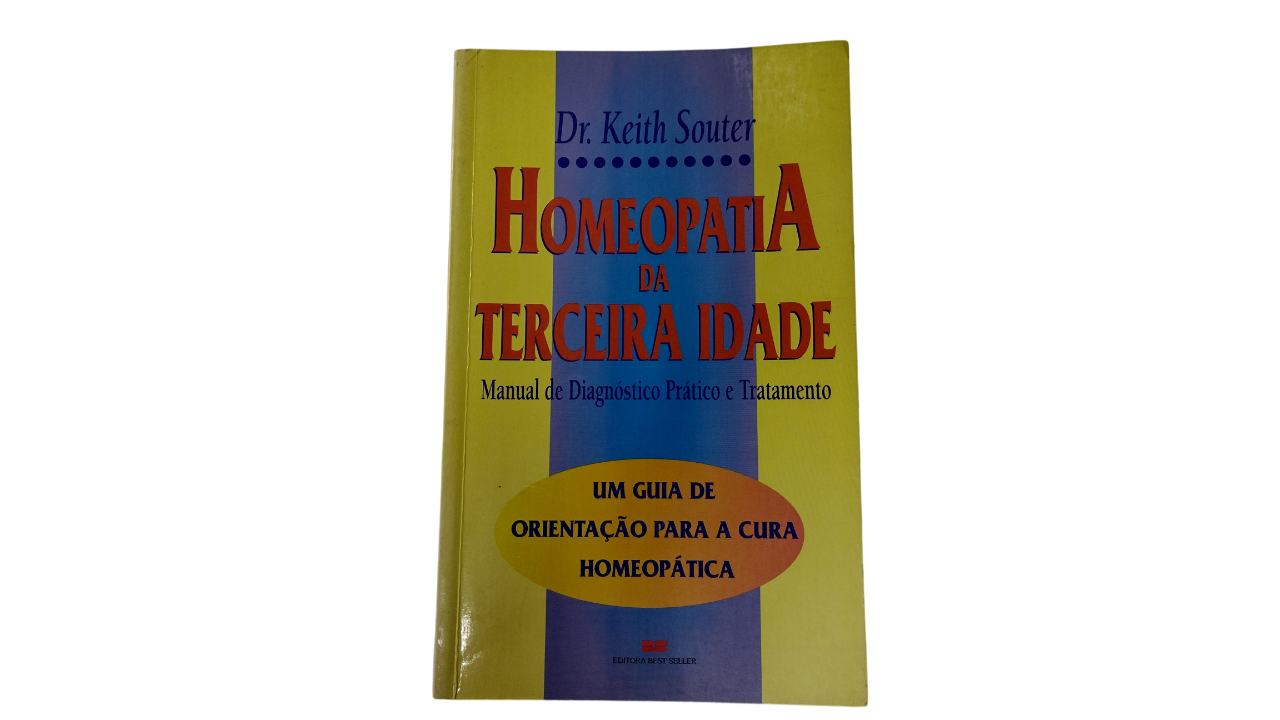 Dr. Keith Souter
HOMEOPATIA
DA
TERCEIRA IDADE
Manual de Diagnóstico Prático e Tratamento
UM GUIA DE
ORIENTAÇÃO PARA A CURA
HOMEOPÁTICA
EDITORA BEST SELLER